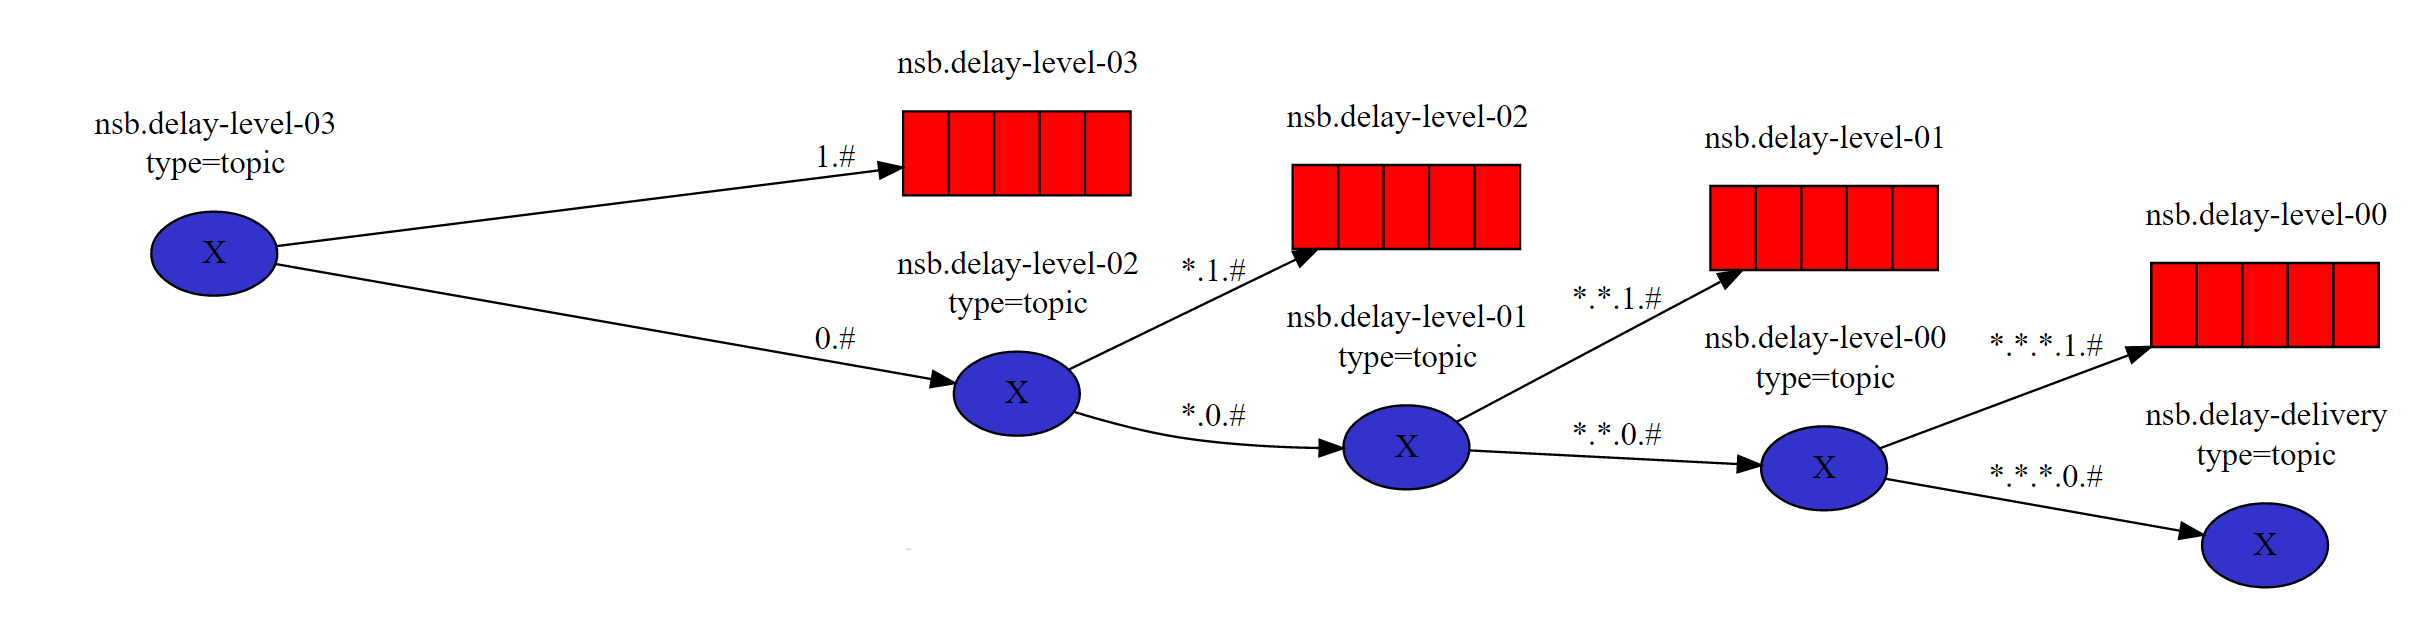 nsb.delay-level-03
type=topic
X
1.#
0.#
nsb.delay-level-03
nsb.delay-level-02
type=topic
X
*.1.#
*.0.#
nsb.delay-level-02
nsb.delay-level-01
type=topic
X
*.*.1.#
*.*.0.#
nsb.delay-level-01
nsb.delay-level-00
type=topic
X
*.*.*.1.#
*.*.*.0.#
nsb.delay-level-00
nsb.delay-delivery
type=topic
X